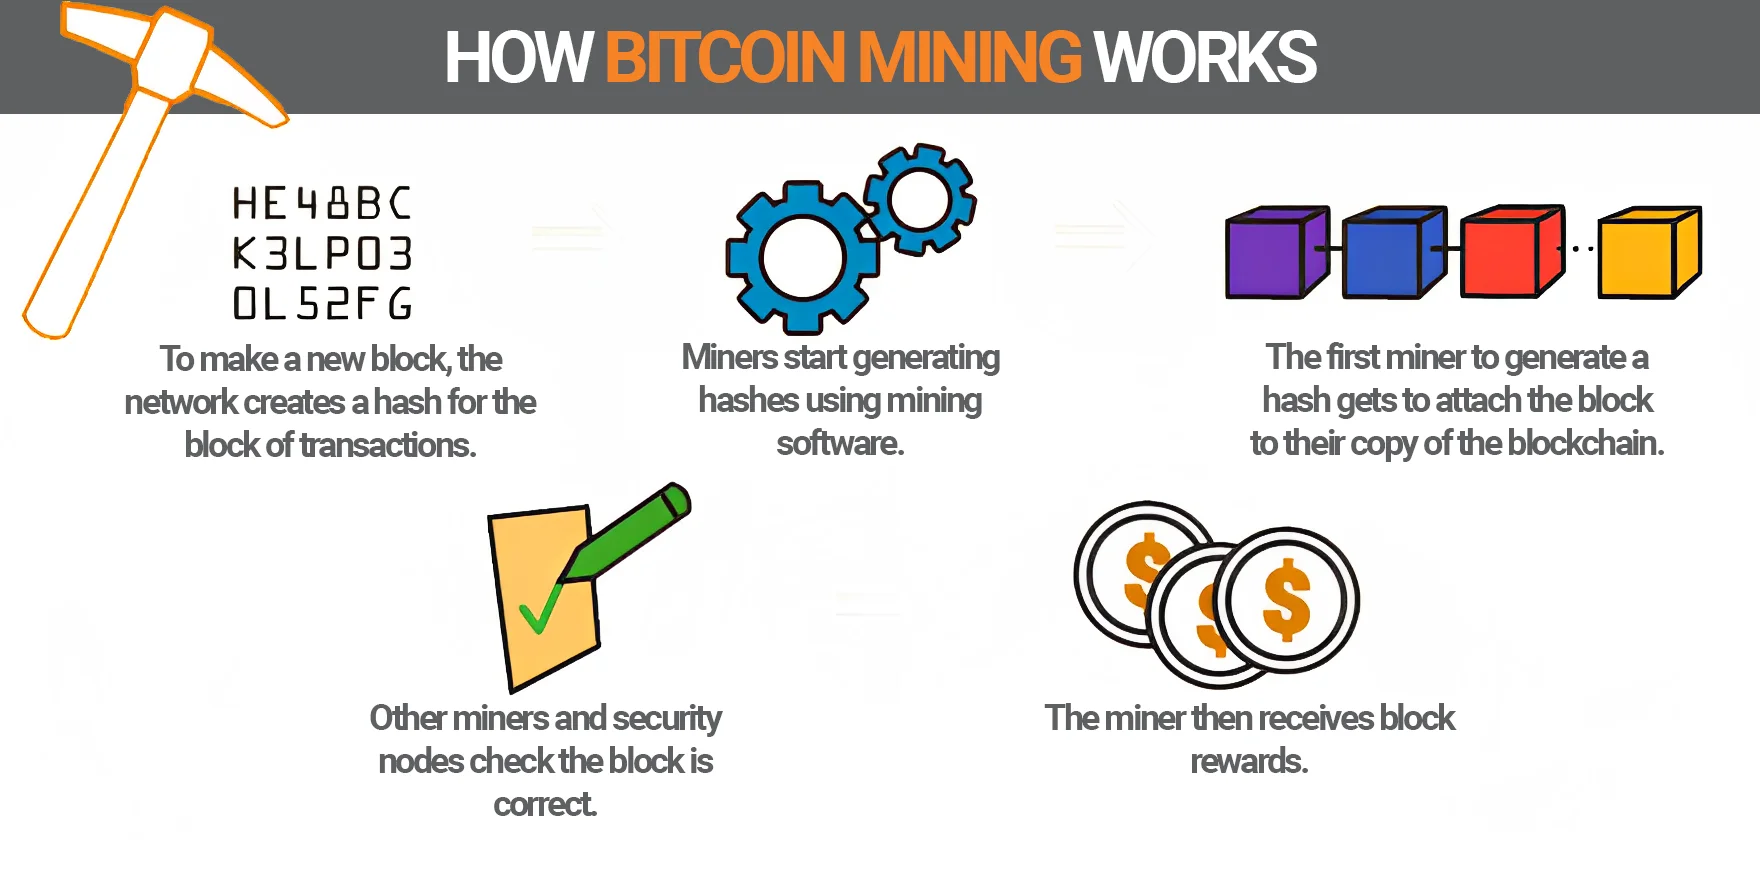 HOW BITCOIN MINING WORKS
HE48BC
K3LPO3
OL52FG
To make a new block, the
network creates a hash for the
block of transactions.
Miners start generating
hashes using mining
software.
The first miner to generate a
hash gets to attach the block
to their copy of the blockchain.
Other miners and security
nodes check the block is
correct.
$ $ $
The miner then receives block
rewards.